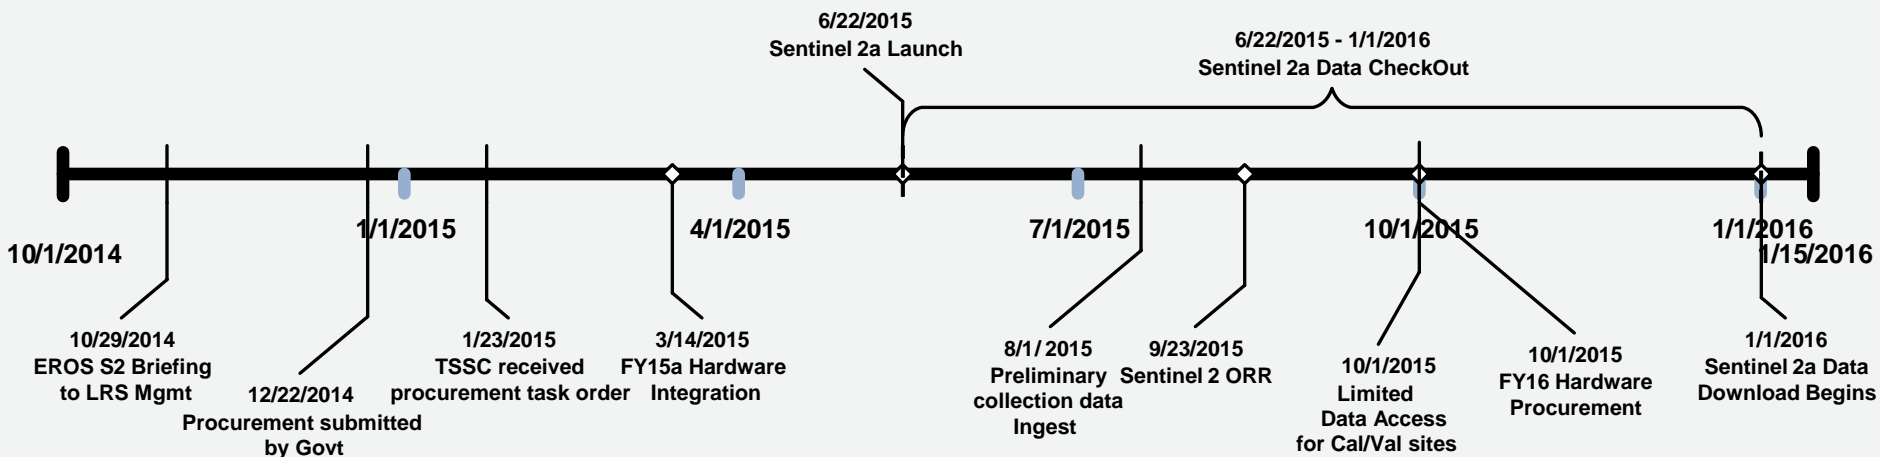 6/22/2015
Sentinel 2a Launch
6/22/2015 - 1/1/2016
Sentinel 2a Data CheckOut
10/1/2014
1/1/2015
4/1/2015
7/1/2015
10/1/2015
1/1/2016
1/15/2016
10/29/2014
EROS S2 Briefing
to LRS Mgmt
12/22/2014
Procurement submitted
by Govt
1/23/2015
TSSC received
procurement task order
3/14/2015
FY15a Hardware
Integration
8/1/ 2015
Preliminary
collection data
Ingest
9/23/2015
Sentinel 2 ORR
10/1/2015
Limited
Data Access
for Cal/Val sites
10/1/2015
FY16 Hardware
Procurement
1/1/2016
Sentinel 2a Data
Download Begins